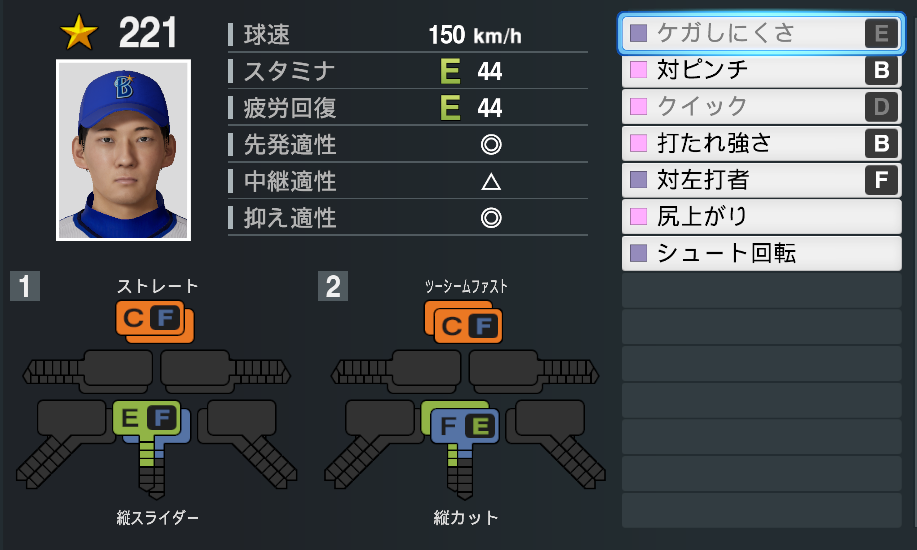 221
球速 150 km/h
スタミナ E 44
疲労回復 E 44
先発適性 ◎
中継適性 △
抑え適性 ◎
ケガしにくさ E
対ピンチ B
クイック D
打たれ強さ B
対左打者 F
尻上がり
シュート回転
B
1 ストレート
C F
E F
縦スライダー
2 ツーシームファスト
C F
F E
縦カット